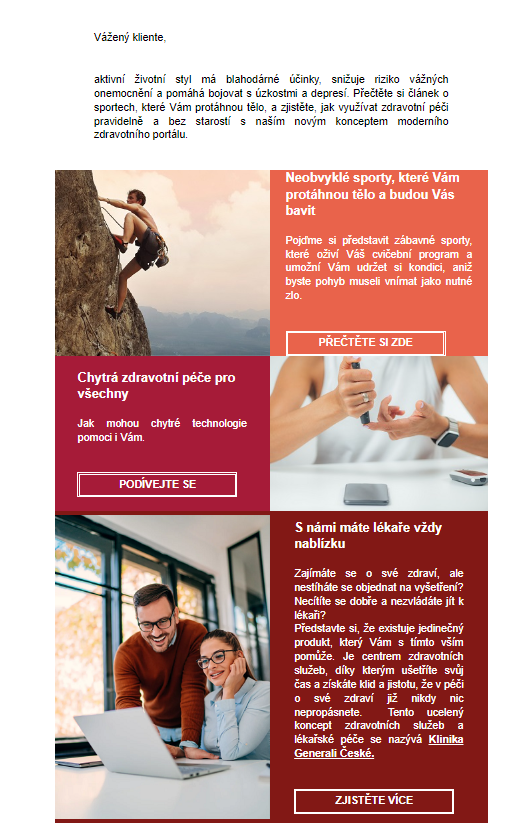 Vážený kliente,
aktivní životní styl má blahodárné účinky, snižuje riziko vážných
onemocnění a pomáhá bojovat s úzkostmi a depresí. Přečtěte si článek o
sportech, které Vám protáhnou tělo, a zjistěte, jak využívat zdravotní péči
pravidelně a bez starostí s naším novým konceptem moderního
zdravotního portálu.
Neobvyklé sporty, které Vám
protáhnou tělo a budou Vás
bavit
Pojďme si představit zábavné sporty,
které oživí Váš cvičební program a
umožní Vám udržet si kondici, aniž
byste pohyb museli vnímat jako nutné
zlo.
PŘEČTĚTE SI ZDE
Chytrá zdravotní péče pro
všechny
Jak mohou chytré technologie
pomoci i Vám.
PODÍVEJTE SE
S námi máte lékaře vždy
nablízku
Zajímáte se o své zdraví, ale
nestíháte se objednat na vyšetření?
Necítíte se dobře a nezvládáte jít k
lékaři?
Představte si, že existuje jedinečný
produkt, který Vám s tímto vším
pomůže. Je centrem zdravotních
služeb, díky kterým ušetříte svůj
čas a získáte klid a jistotu, že v péči
o své zdraví již nikdy nic
nepropásnete. Tento ucelený
koncept zdravotních služeb a
lékařské péče se nazývá Klinika
Generali České.
ZJISTĚTE VÍCE